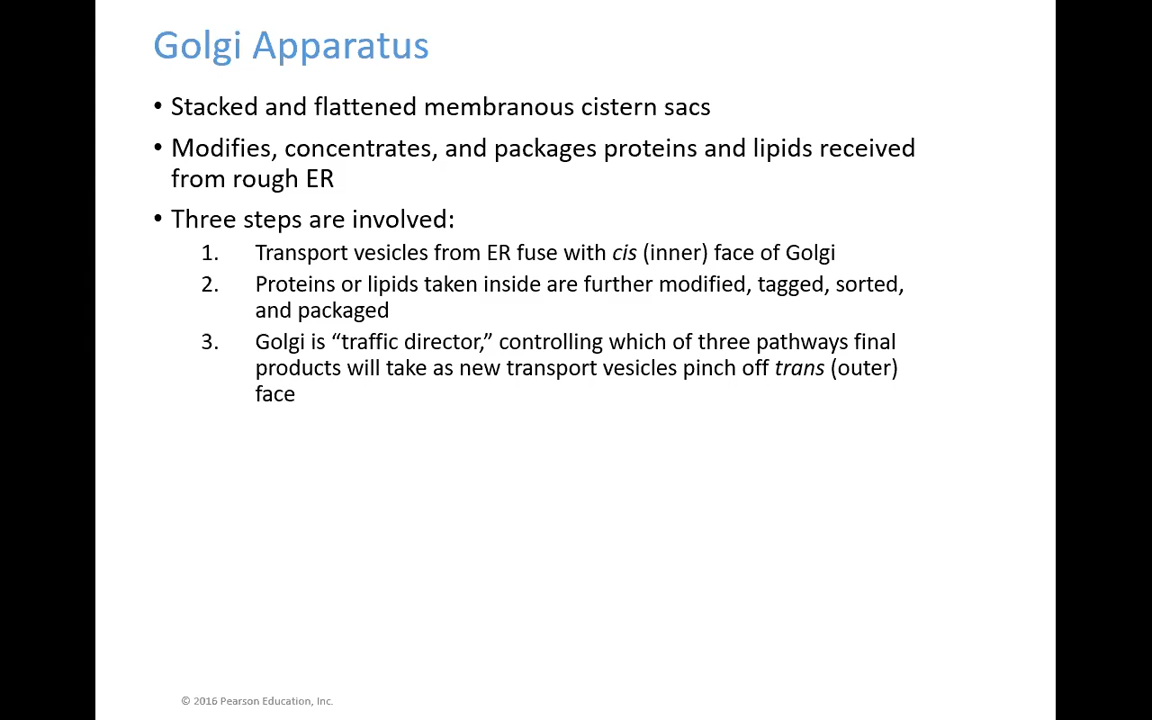 Golgi Apparatus
• Stacked and flattened membranous cistern sacs
• Modifies, concentrates, and packages proteins and lipids received
from rough ER
• Three steps are involved:
1. Transport vesicles from ER fuse with cis (inner) face of Golgi
2. Proteins or lipids taken inside are further modified, tagged, sorted,
and packaged
3. Golgi is “traffic director,” controlling which of three pathways final
products will take as new transport vesicles pinch off trans (outer)
face
© 2016 Pearson Education, Inc.